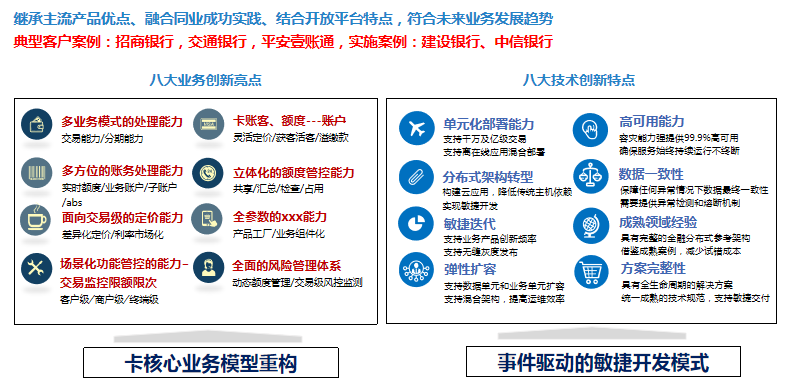 继承主流产品优点、融合同业成功实践、结合开放平台特点，符合未来业务发展趋势
典型客户案例：招商银行，交通银行，平安壹账通，实施案例：建设银行、中信银行
八大业务创新亮点
多业务模式的处理能力
交易能力/分期能力
卡账客、额度---账户
灵活定价/获客活客/溢缴款
多方位的账务处理能力
实时额度/业务账户/子账户
/abs
立体化的额度管控能力
共享/汇总/检查/占用
面向交易级的定价能力
差异化定价/利率市场化
全参数的xxx能力
产品工厂/业务组件化
场景化功能管控的能力–
交易监控限额限次
客户级/商户级/终端级
全面的风险管理体系
动态额度管理/交易级风控监测
卡核心业务模型重构
八大技术创新特点
单元化部署能力
支持千万及亿级交易
支持离在线应用混合部署
高可用能力
容灾能力强提供99.9%高可用
确保服务始终持续运行不终断
分布式架构转型
构建云应用，降低传统主机依赖
实现敏捷开发
数据一致性
保障任何异常情况下数据最终一致性
需要提供异常检测和熔断机制
敏捷迭代
支持业务产品创新频率
支持无缝灰度发布
成熟领域经验
具有完整的金融分布式参考架构
借鉴成熟案例，减少试错成本
弹性扩容
支持数据单元和业务单元扩容
支持混合架构，提高运维效率
方案完整性
具有全生命周期的解决方案
统一成熟的技术规范，支持敏捷交付
事件驱动的敏捷开发模式